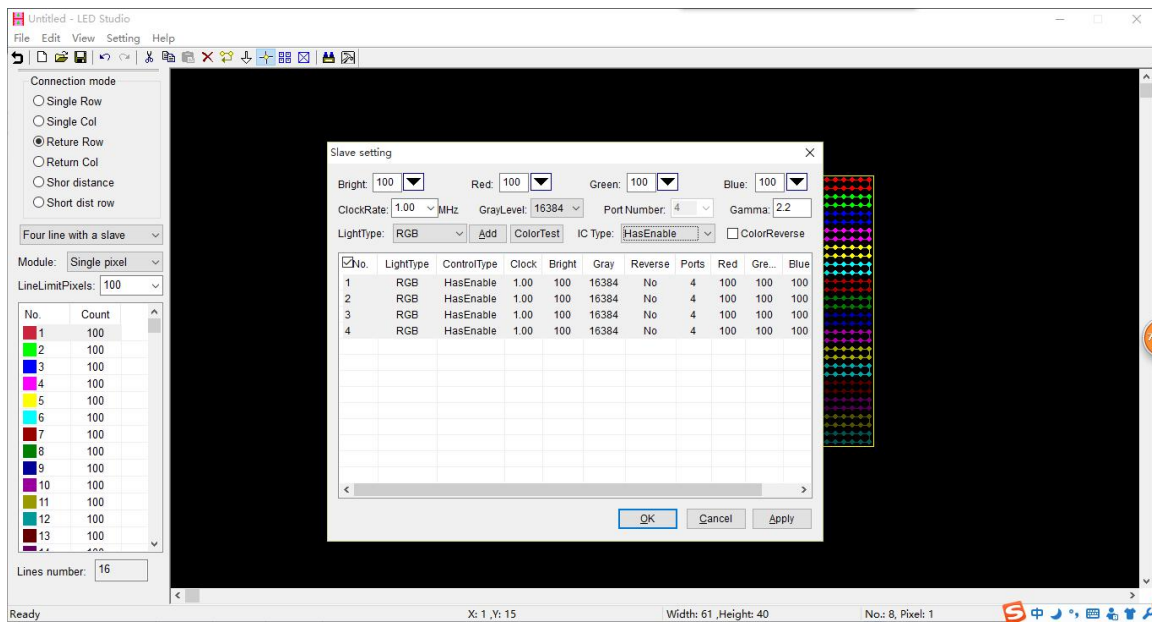 Untitled - LED Studio
File Edit View Setting Help
Connection mode
Single Row
Single Col
Reture Row
Return Col
Shor distance
Short dist row
Four line with a slave
Module: Single pixel
LineLimitPixels: 100
No. Count
1 100
2 100
3 100
4 100
5 100
6 100
7 100
8 100
9 100
10 100
11 100
12 100
13 100
Lines number: 16
Slave setting
Bright: 100 Red: 100 Green: 100 Blue: 100
ClockRate: 1.00 MHz GrayLevel: 16384 Port Number: 4 Gamma: 2.2
LightType: RGB Add ColorTest IC Type: HasEnable ColorReverse
No. LightType ControlType Clock Bright Gray Reverse Ports Red Gre... Blue
1 RGB HasEnable 1.00 100 16384 No 4 100 100 100
2 RGB HasEnable 1.00 100 16384 No 4 100 100 100
3 RGB HasEnable 1.00 100 16384 No 4 100 100 100
4 RGB HasEnable 1.00 100 16384 No 4 100 100 100
OK Cancel Apply
Ready X: 1 ,Y: 15 Width: 61 ,Height: 40 No.: 8, Pixel: 1
中